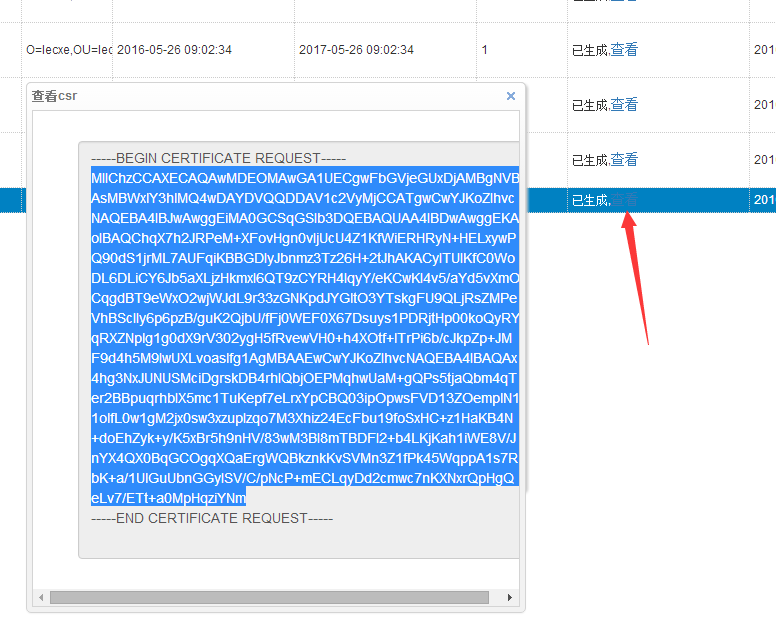 已生成,查看
O=lecxe,OU=lec 2016-05-26 09:02:34 2017-05-26 09:02:34 1 已生成,查看 201
查看csr ×
已生成,查看 201
-----BEGIN CERTIFICATE REQUEST-----
已生成,查看 201
MIIChzCCAXECAQAwMDEOMAwGA1UECgwFbGVjeGUxDjAMBgNVB
AsMBWxlY3hlMQ4wDAYDVQQDDAV1c2VyMjCCATgwCwYJKoZIhvc
已生成,查看 201
NAQEBA4IBJwAwggEiMA0GCSqGSIb3DQEBAQUAA4IBDwAwggEKA
oIBAQChqX7h2JRPeM+XFovHgn0vljUcU4Z1KfWiERHRyN+HELxywP
Q90dS1jrML7AUFqiKBBGDlyJbnmz3Tz26H+2tJhAKACylTUlKfC0Wo
DL6DLiCY6Jb5aXLjzHkmxl6QT9zCYRH4lqyY/eKCwKl4v5/aYd5vXmO
CqgdBT9eWxO2wjWJdL9r33zGNKpdJYGltO3YTskgFU9QLjRsZMPe
VhBSclly6p6pzB/guK2QjbU/fFj0WEF0X67Dsuys1PDRjtHp00koQyRY
qRXZNplg1g0dX9rV302ygH5fRvewVH0+h4XOtf+ITrPi6b/cJkpZp+JM
F9d4h5M9lwUXLvoaslfg1AgMBAAEwCwYJKoZIhvcNAQEBA4IBAQAx
4hg3NxJUNUSMciDgrskDB4rhlQbjOEPMqhwUaM+gQPs5tjaQbm4qT
er2BBpuqrhblX5mc1TuKepf7eLrxYpCBQ03ipOpwsFVD13ZOemplN1
1olfL0w1gM2jx0sw3xzuplzqo7M3Xhiz24EcFbu19foSxHC+z1HaKB4N
+doEhZyk+y/K5xBr5h9nHV/83wM3Bl8mTBDFl2+b4LKjKah1iWE8V/J
nYX4QX0BqGCOgqXQaErgWQBkznkKvSVMn3Z1fPk45WqppA1s7R
bK+a/1UlGuUbnGGylSV/C/pNcP+mECLqyDd2cmwc7nKXNxrQpHgQ
eLv7/ETt+a0MpHqziYNm
-----END CERTIFICATE REQUEST-----